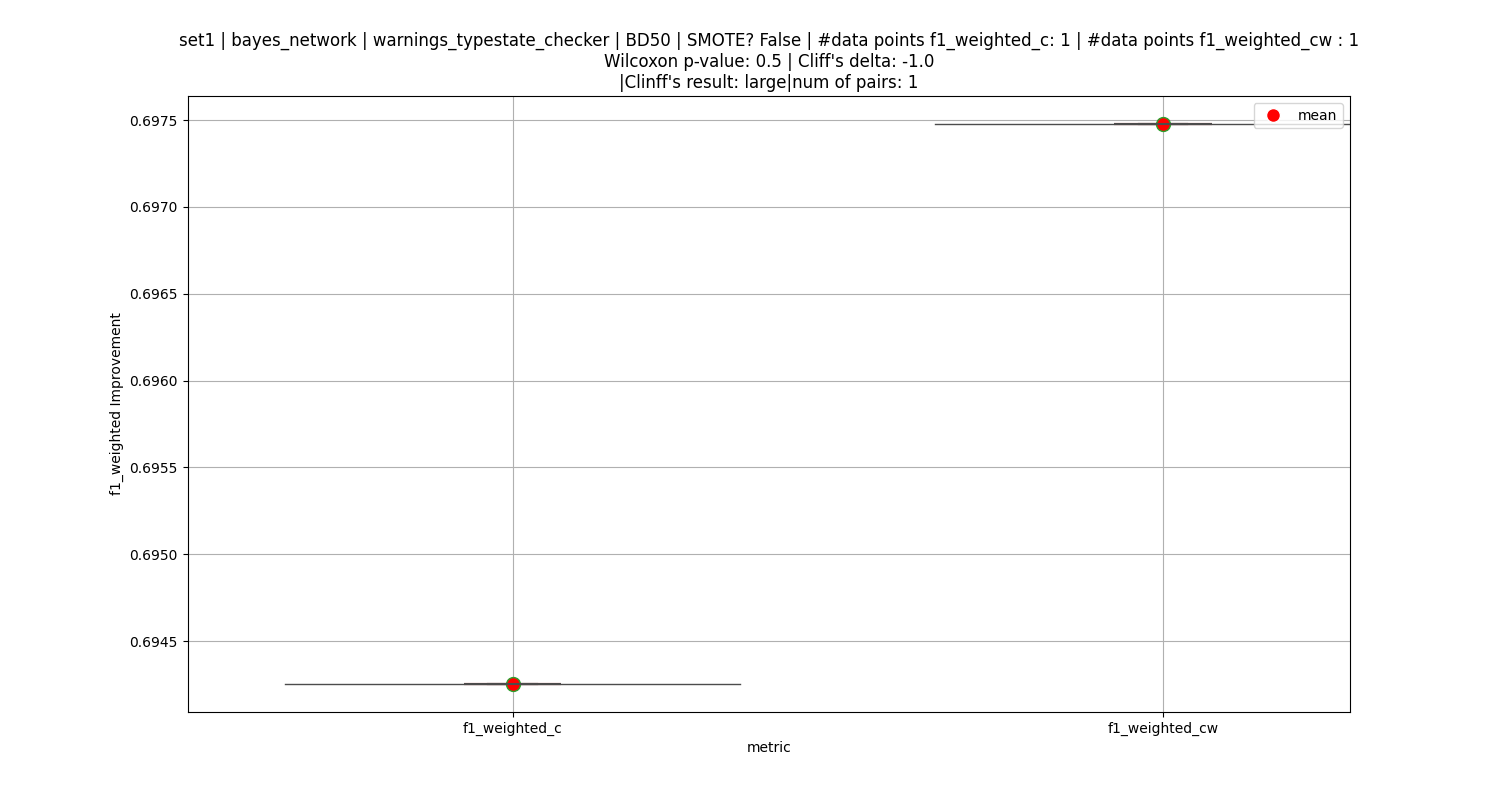 set1 | bayes_network | warnings_typestate_checker | BD50 | SMOTE? False | #data points f1_weighted_c: 1 | #data points f1_weighted_cw : 1
Wilcoxon p-value: 0.5 | Cliff's delta: -1.0
|Clinff's result: large|num of pairs: 1
mean
0.6975
0.6970
0.6965
0.6960
0.6955
0.6950
0.6945
f1_weighted Improvement
f1_weighted_c
f1_weighted_cw
metric